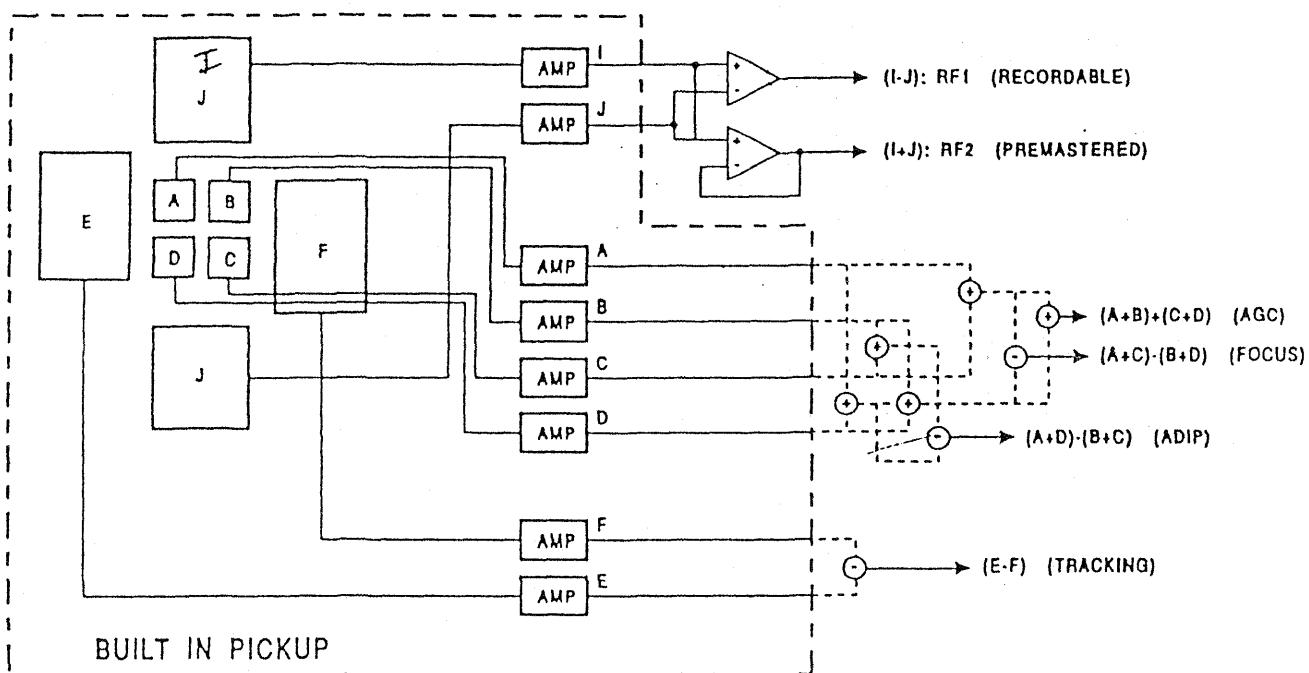 I
J
AMP I
AMP J
(I-J): RF1 (RECORDABLE)
(I+J): RF2 (PREMASTERED)
+
-
+
-
E
A
B
D
C
F
J
AMP A
AMP B
AMP C
AMP D
+
+
+
+
+
-
-
(A+B)+(C+D) (AGC)
(A+C)-(B+D) (FOCUS)
(A+D)-(B+C) (ADIP)
AMP F
AMP E
-
(E-F) (TRACKING)
BUILT IN PICKUP